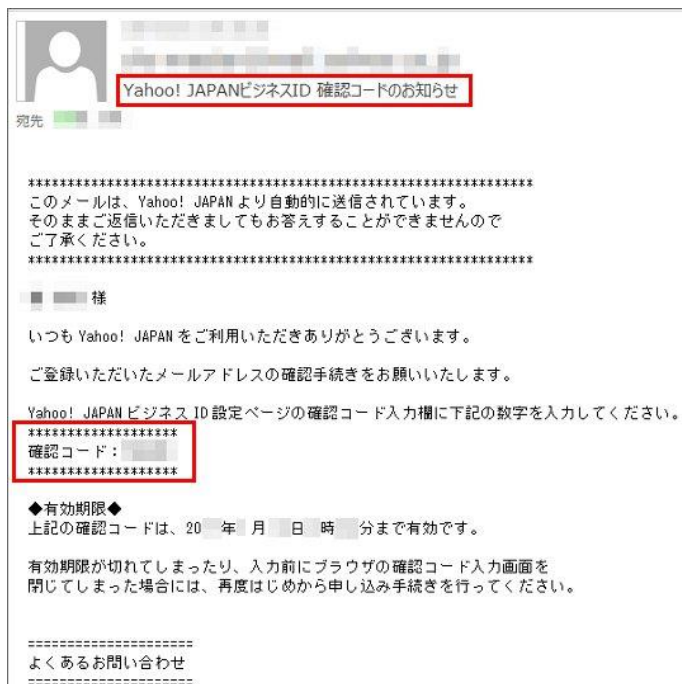 Yahoo! JAPANビジネスID 確認コードのお知らせ
宛先
****************************************************************
このメールは、Yahoo! JAPAN より自動的に送信されています。
そのままご返信いただきましてもお答えすることができませんので
ご了承ください。
****************************************************************
様
いつも Yahoo! JAPAN をご利用いただきありがとうございます。
ご登録いただいたメールアドレスの確認手続きをお願いいたします。
Yahoo! JAPAN ビジネス ID 設定ページの確認コード入力欄に下記の数字を入力してください。
*******************
確認コード：
*******************
◆有効期限◆
上記の確認コードは、20 年 月 日 時 分まで有効です。
有効期限が切れてしまったり、入力前にブラウザの確認コード入力画面を
閉じてしまった場合には、再度はじめから申し込み手続きを行ってください。
=====================
よくあるお問い合わせ
=====================